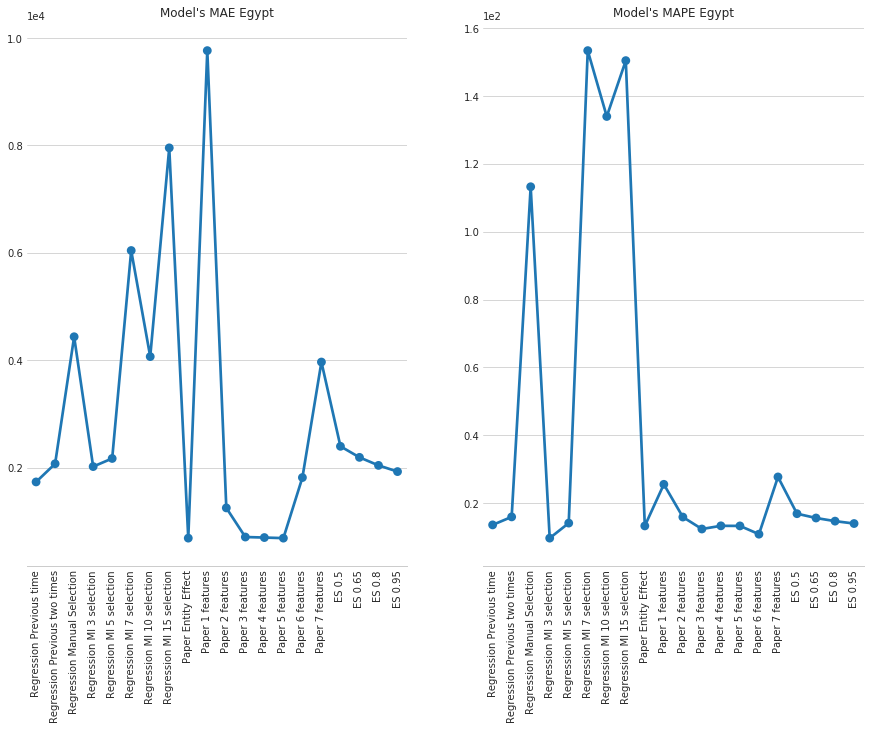 Model's MAE Egypt
1e4
1.0
0.8
0.6
0.4
0.2
Regression Previous time
Regression Previous two times
Regression Manual Selection
Regression MI 3 selection
Regression MI 5 selection
Regression MI 7 selection
Regression MI 10 selection
Regression MI 15 selection
Paper Entity Effect
Paper 1 features
Paper 2 features
Paper 3 features
Paper 4 features
Paper 5 features
Paper 6 features
Paper 7 features
ES 0.5
ES 0.65
ES 0.8
ES 0.95
Model's MAPE Egypt
1e2
1.6
1.4
1.2
1.0
0.8
0.6
0.4
0.2
Regression Previous time
Regression Previous two times
Regression Manual Selection
Regression MI 3 selection
Regression MI 5 selection
Regression MI 7 selection
Regression MI 10 selection
Regression MI 15 selection
Paper Entity Effect
Paper 1 features
Paper 2 features
Paper 3 features
Paper 4 features
Paper 5 features
Paper 6 features
Paper 7 features
ES 0.5
ES 0.65
ES 0.8
ES 0.95